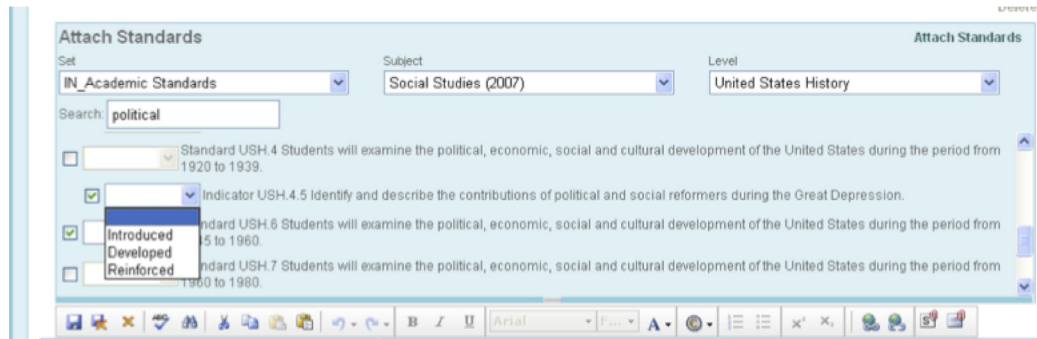 Delete
Attach Standards
Attach Standards
Set
Subject
Level
IN_Academic Standards
Social Studies (2007)
United States History
Search: political
Standard USH.4 Students will examine the political, economic, social and cultural development of the United States during the period from
1920 to 1939.
Indicator USH.4.5 Identify and describe the contributions of political and social reformers during the Great Depression.
Introduced
Developed
Reinforced
ndard USH.6 Students will examine the political, economic, social and cultural development of the United States during the period from
45 to 1960.
ndard USH.7 Students will examine the political, economic, social and cultural development of the United States during the period from
1960 to 1980.
B I U Arial F... A